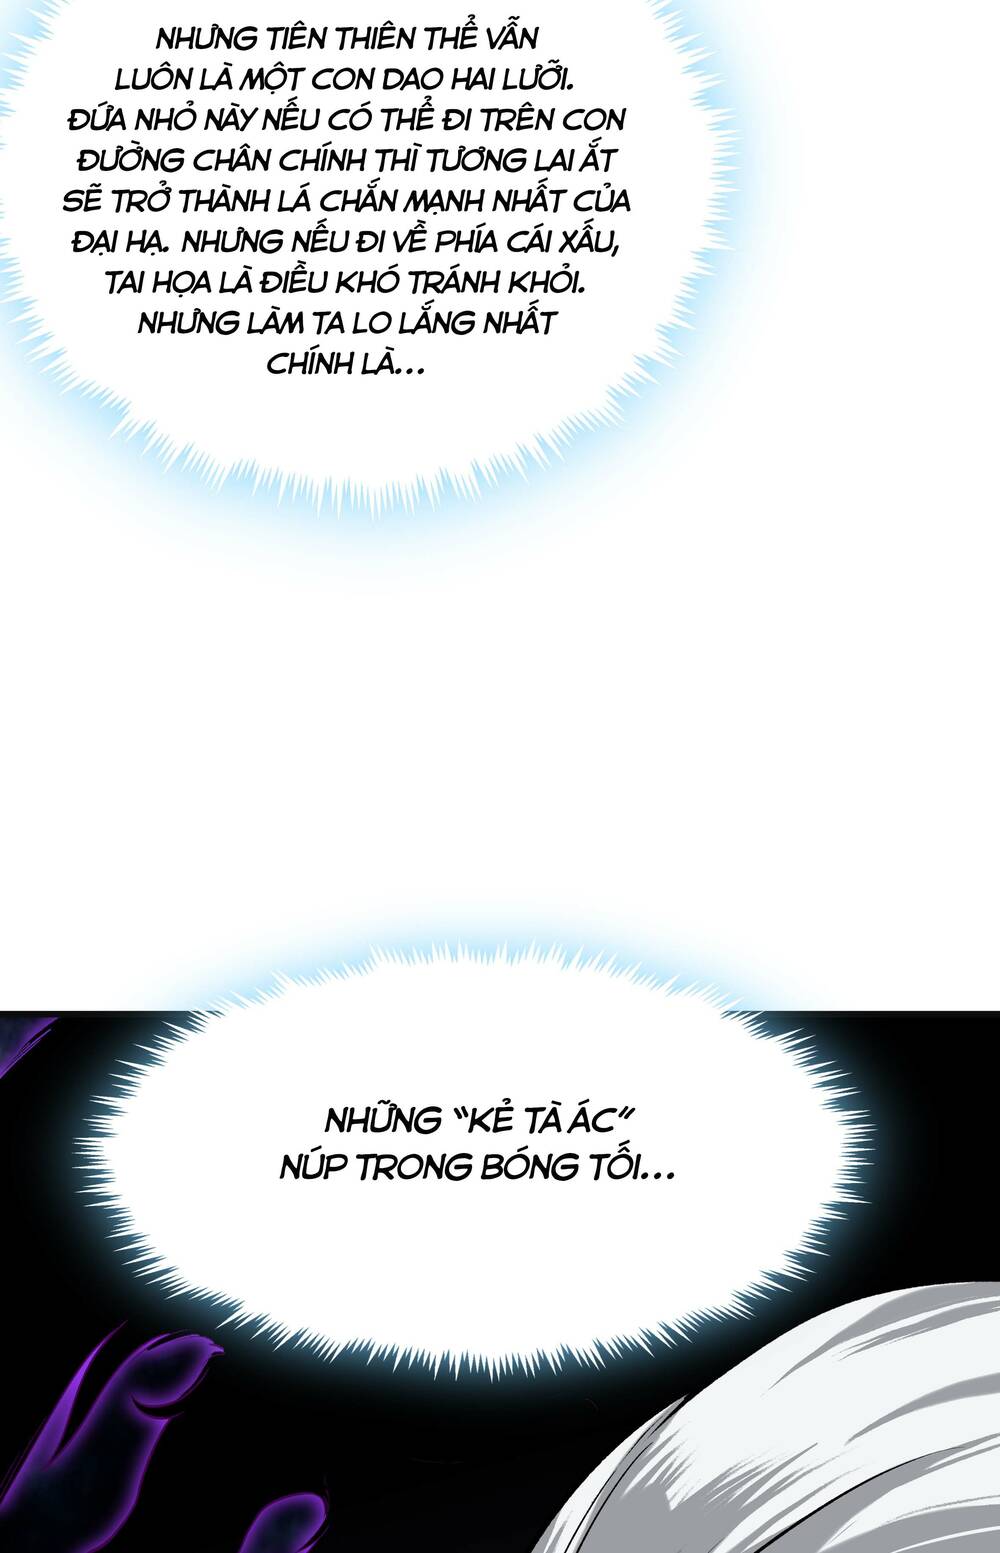 NHƯNG TIÊN THIÊN THỂ VẪN
LUÔN LÀ MỘT CON DAO HAI LƯỠI.
ĐỨA NHỎ NÀY NẾU CÓ THỂ ĐI TRÊN CON
ĐƯỜNG CHÂN CHÍNH THÌ TƯƠNG LAI ẮT
SẼ TRỞ THÀNH LÁ CHẮN MẠNH NHẤT CỦA
ĐẠI HẠ. NHƯNG NẾU ĐI VỀ PHÍA CÁI XẤU,
TAI HỌA LÀ ĐIỀU KHÓ TRÁNH KHỎI.
NHƯNG LÀM TA LO LẮNG NHẤT
CHÍNH LÀ...
NHỮNG "KẺ TÀ ÁC"
NÚP TRONG BÓNG TỐI...